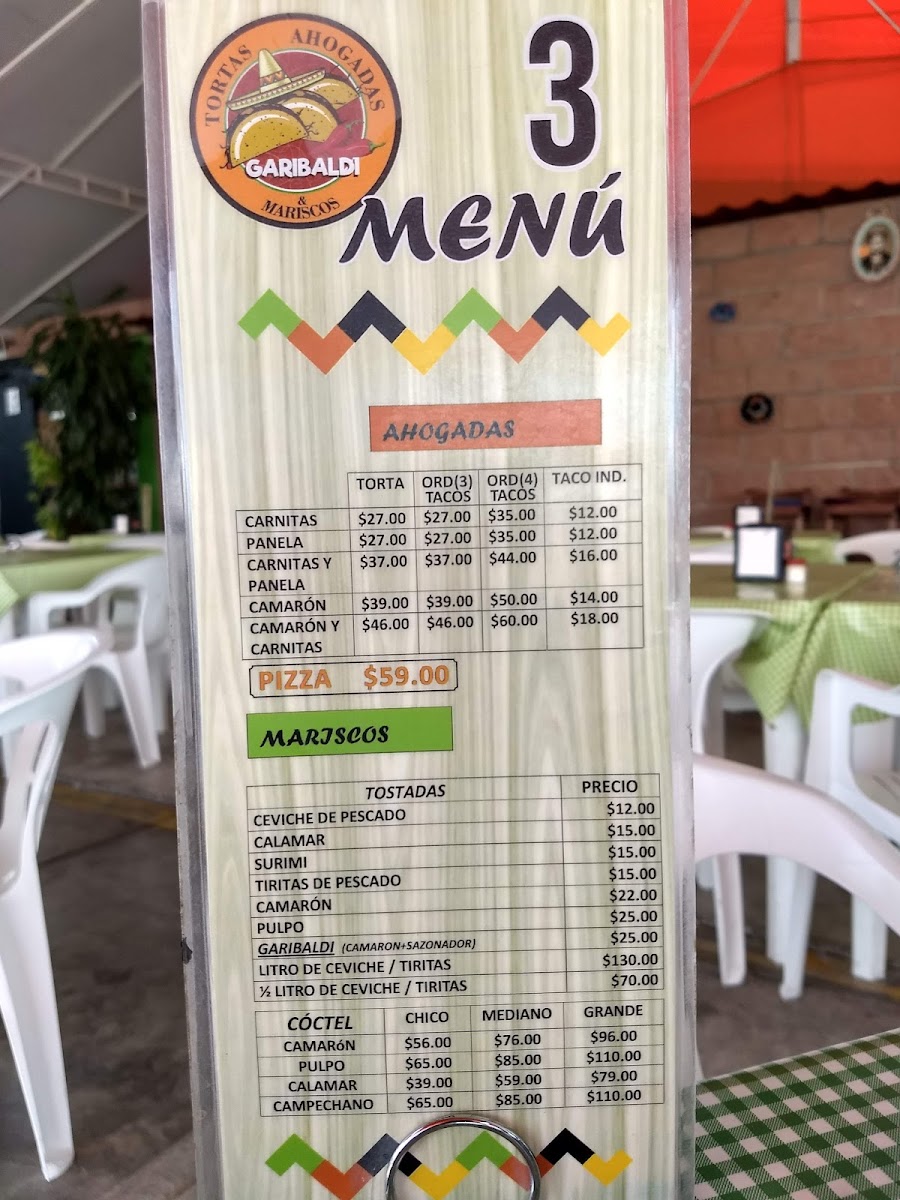 TORTAS AHOGADAS
GARIBALDI
& MARISCOS
3
MENÚ
AHOGADAS
TORTA ORD(3) TACOS ORD(4) TACOS TACO IND.
CARNITAS $27.00 $27.00 $35.00 $12.00
PANELA $27.00 $27.00 $35.00 $12.00
CARNITAS Y PANELA $37.00 $37.00 $44.00 $16.00
CAMARÓN $39.00 $39.00 $50.00 $14.00
CAMARÓN Y CARNITAS $46.00 $46.00 $60.00 $18.00
PIZZA $59.00
MARISCOS
TOSTADAS PRECIO
CEVICHE DE PESCADO $12.00
CALAMAR $15.00
SURIMI $15.00
TIRITAS DE PESCADO $15.00
CAMARÓN $22.00
PULPO $25.00
GARIBALDI (CAMARON+SAZONADOR) $25.00
LITRO DE CEVICHE / TIRITAS $130.00
½ LITRO DE CEVICHE / TIRITAS $70.00
CÓCTEL CHICO MEDIANO GRANDE
CAMARóN $56.00 $76.00 $96.00
PULPO $65.00 $85.00 $110.00
CALAMAR $39.00 $59.00 $79.00
CAMPECHANO $65.00 $85.00 $110.00